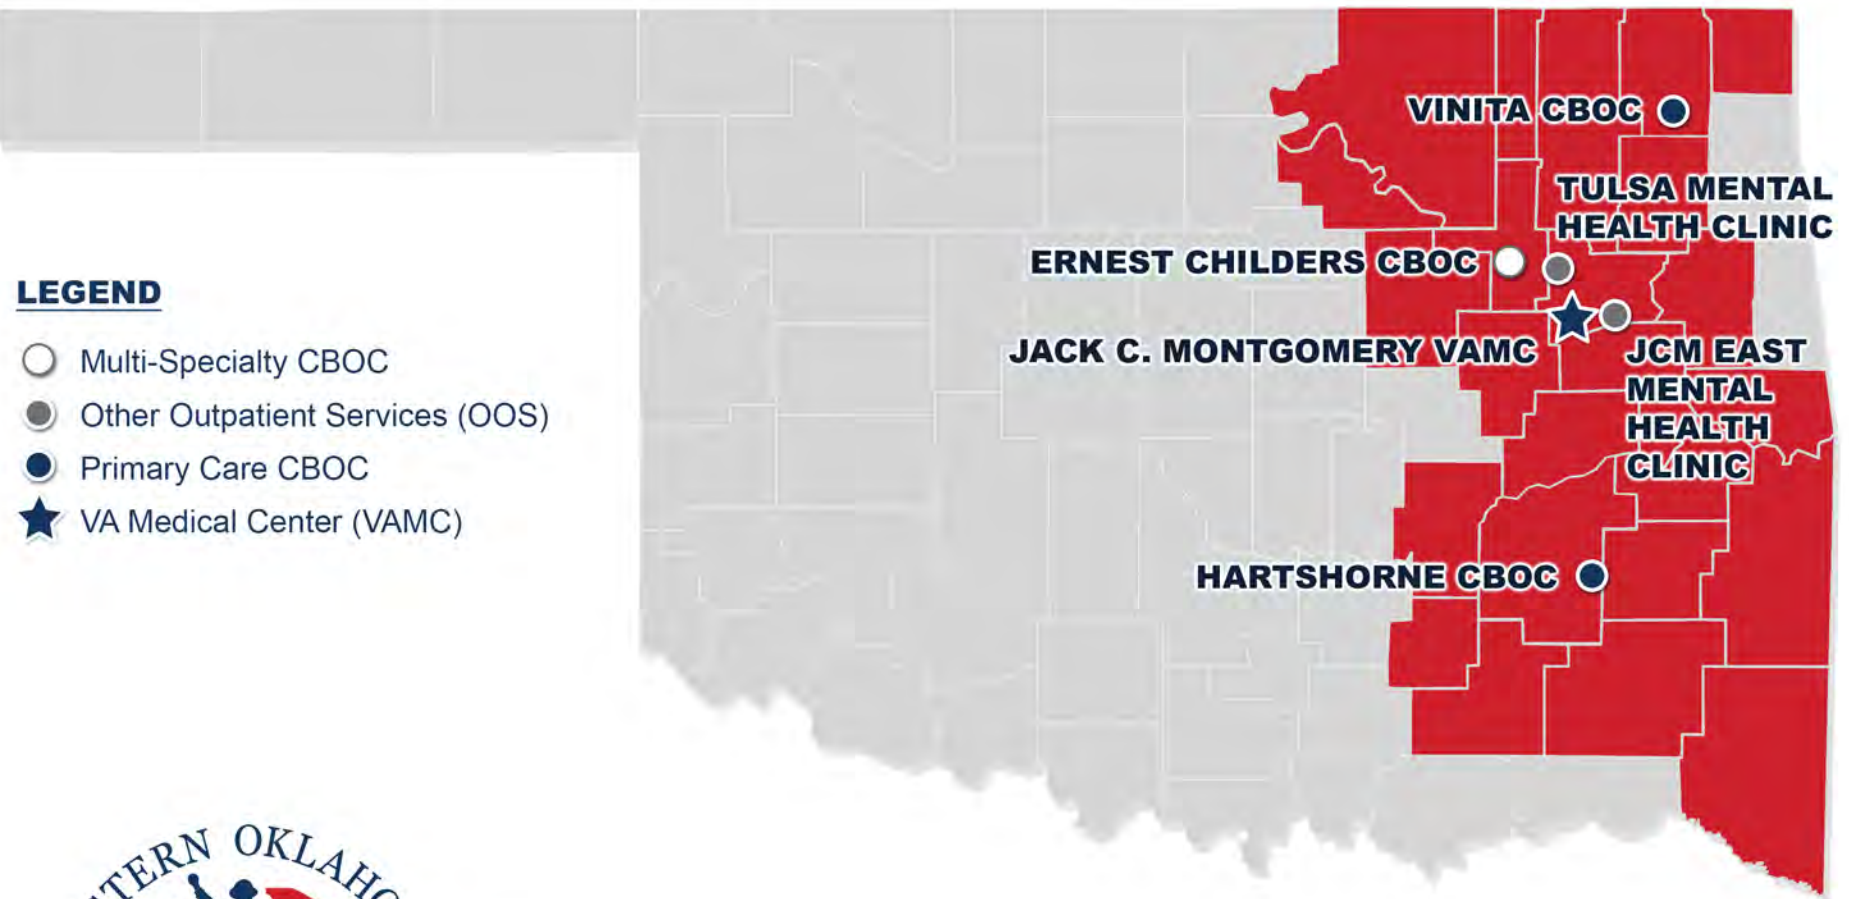 VINITA CBOC
TULSA MENTAL
HEALTH CLINIC
ERNEST CHILDERS CBOC
JACK C. MONTGOMERY VAMC
JCM EAST
MENTAL
HEALTH
CLINIC
HARTSHORNE CBOC
LEGEND
Multi-Specialty CBOC
Other Outpatient Services (OOS)
Primary Care CBOC
VA Medical Center (VAMC)